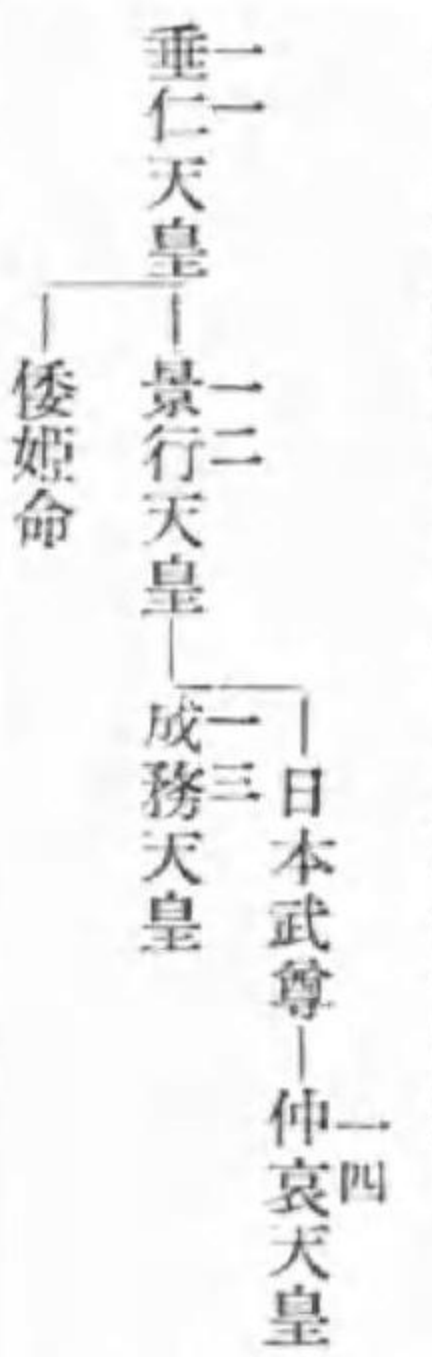 一一
垂仁天皇
一二
景行天皇
倭姫命
日本武尊
一四
仲哀天皇
一三
成務天皇